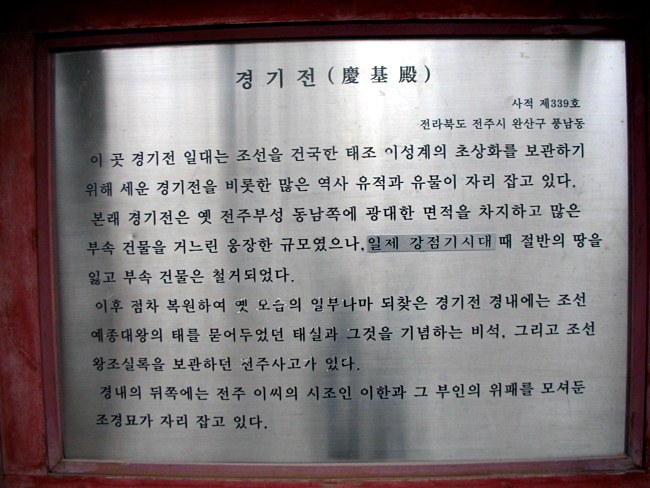 경기전(慶基殿)
사적 제339호
전라북도 전주시 완산구 풍남동
이 곳 경기전 일대는 조선을 건국한 태조 이성계의 초상화를 보관하기
위해 세운 경기전을 비롯한 많은 역사 유적과 유물이 자리 잡고 있다.
본래 경기전은 옛 전주부성 동남쪽에 광대한 면적을 차지하고 많은
부속 건물을 거느린 웅장한 규모였으나, 일제 강점기시대 때 절반의 땅을
잃고 부속 건물은 철거되었다.
이후 점차 복원하여 옛 모습의 일부나마 되찾은 경기전 경내에는 조선
예종대왕의 태를 묻어두었던 태실과 그것을 기념하는 비석, 그리고 조선
왕조실록을 보관하던 전주사고가 있다.
경내의 뒤쪽에는 전주 이씨의 시조인 이한과 그 부인의 위패를 모셔둔
조경묘가 자리 잡고 있다.